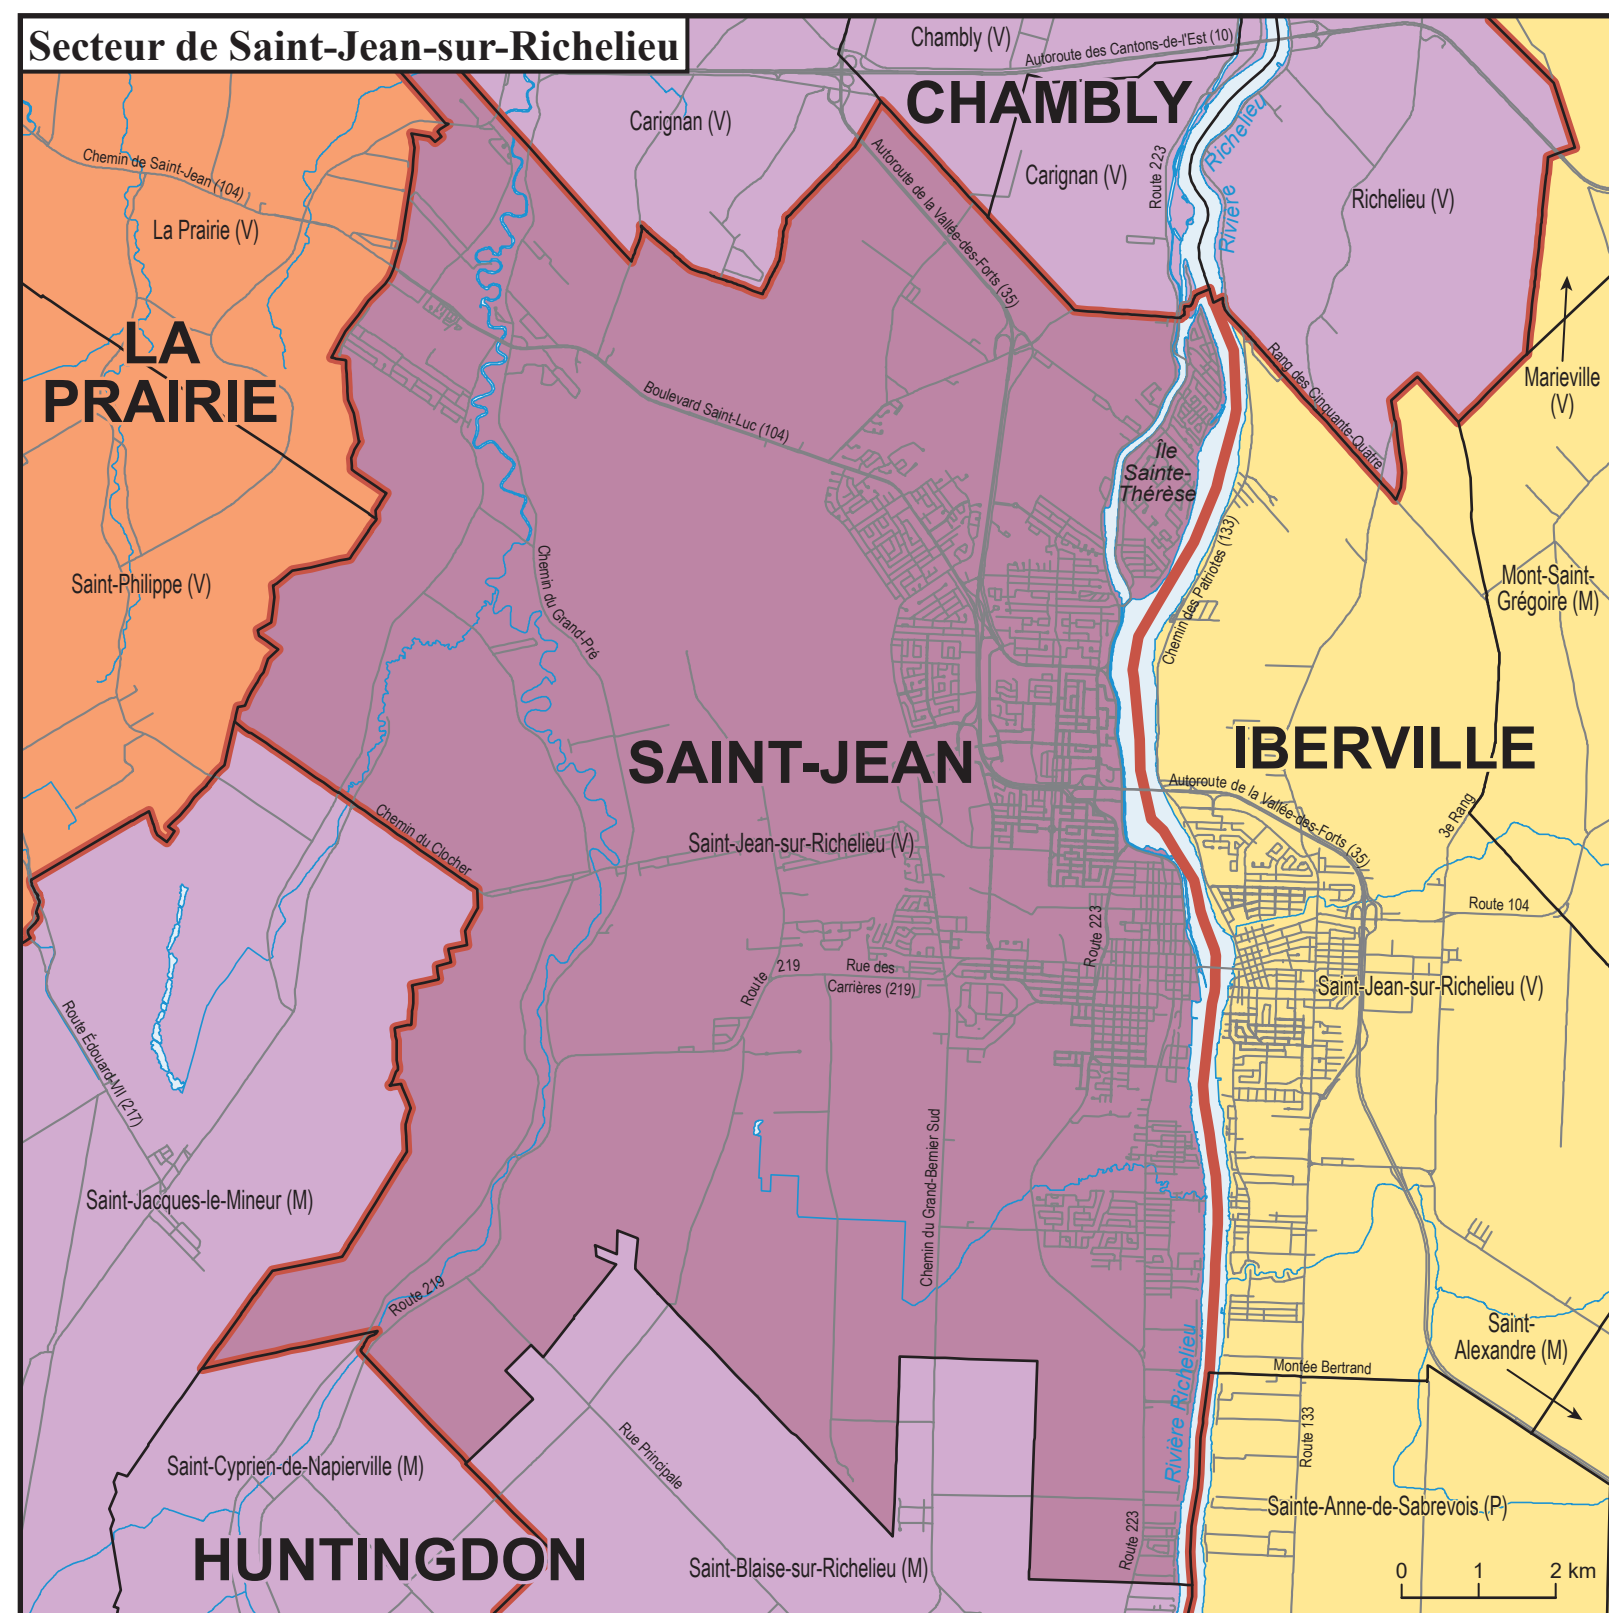 Secteur de Saint-Jean-sur-Richelieu
Chambly (V)
Autoroute des Cantons-de-l'Est (10)
CHAMBLY
Carignan (V)
Carignan (V)
Route 223
Rivière
Richelieu
Richelieu (V)
Chemin de Saint-Jean (104)
La Prairie (V)
Autoroute de la Vallée-des-Forts (35)
LA
PRAIRIE
Marieville
(V)
Rang des Cinquante-Quatre
Boulevard Saint-Luc (104)
Île
Sainte-
Thérèse
Saint-Philippe (V)
Chemin du Grand-Pré
Chemin des Patriotes (133)
Mont-Saint-
Grégoire (M)
SAINT-JEAN
IBERVILLE
Autoroute de la Vallée-des-Forts (35)
3e Rang
Chemin du Clocher
Saint-Jean-sur-Richelieu (V)
Route 104
Route 223
Route 219
Rue des
Carrières (219)
Saint-Jean-sur-Richelieu (V)
Route Édouard-VII (217)
Chemin du Grand-Bernier Sud
Saint-Jacques-le-Mineur (M)
Route 219
Rivière Richelieu
Saint-
Alexandre (M)
Montée Bertrand
Route 133
Rue Principale
Saint-Cyprien-de-Napierville (M)
Sainte-Anne-de-Sabrevois (P)
HUNTINGDON
Saint-Blaise-sur-Richelieu (M)
Route 223
0 1 2 km